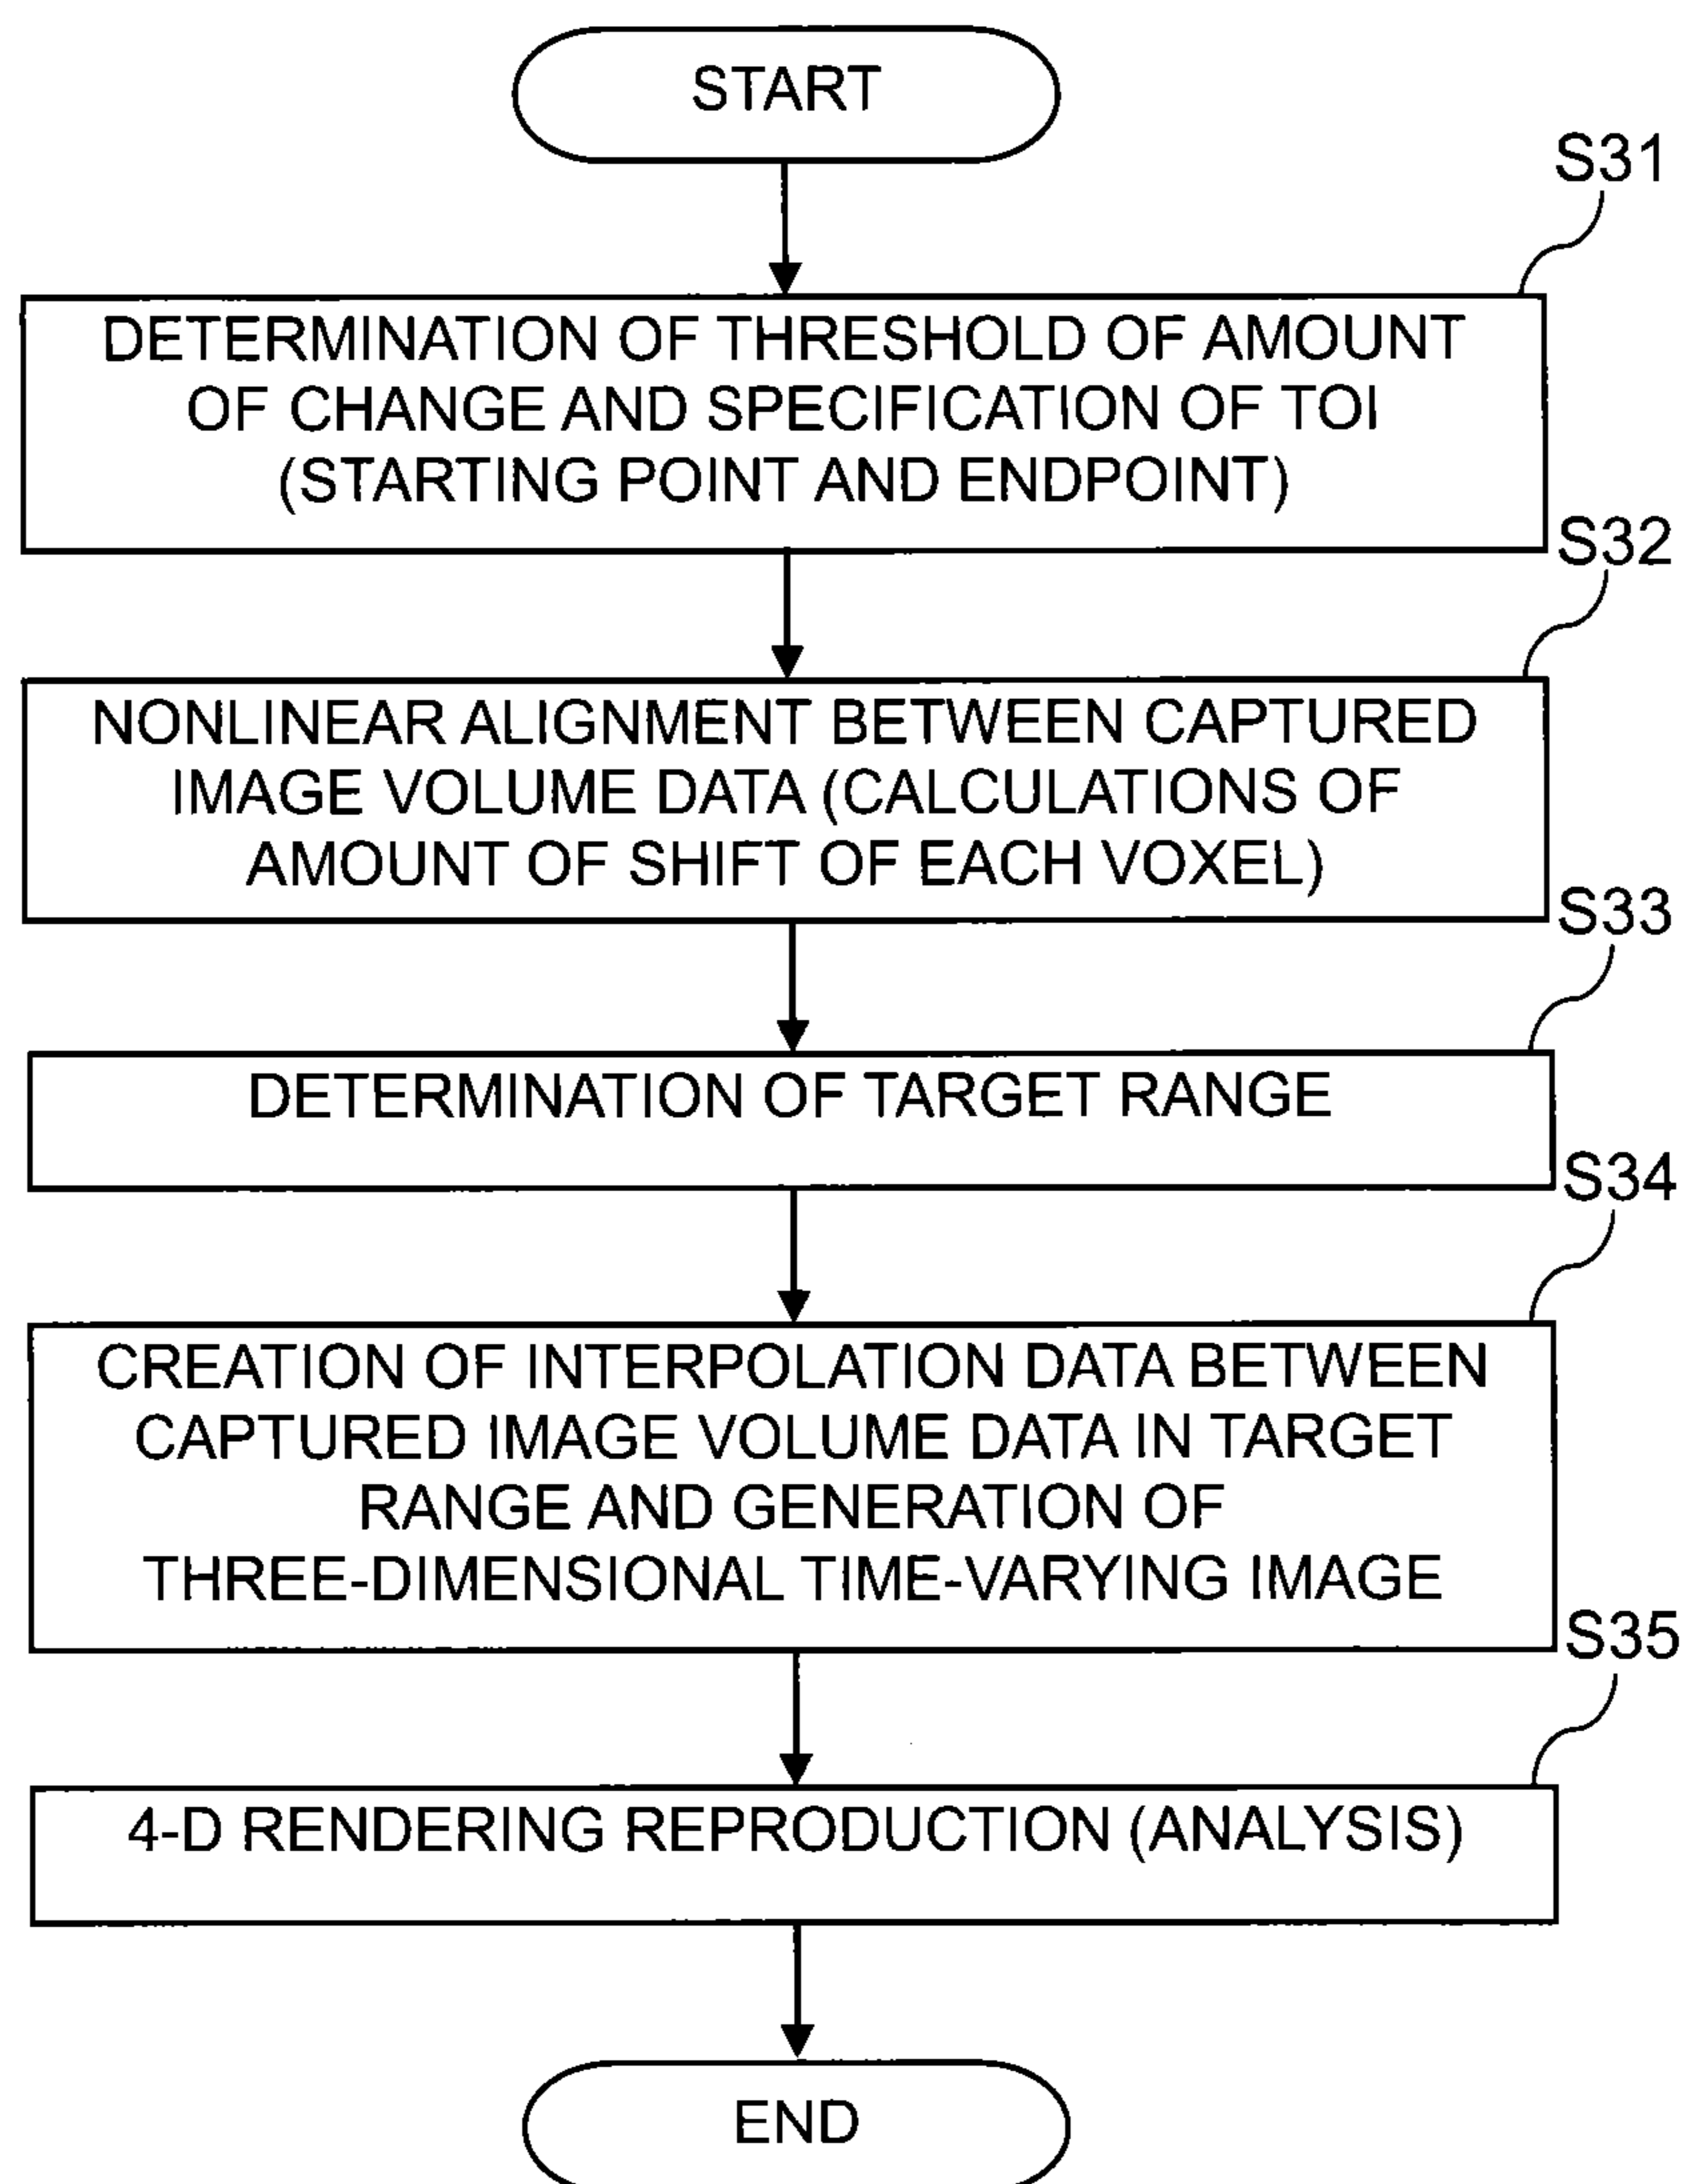 START
S31
DETERMINATION OF THRESHOLD OF AMOUNT
OF CHANGE AND SPECIFICATION OF TOI
(STARTING POINT AND ENDPOINT)
S32
NONLINEAR ALIGNMENT BETWEEN CAPTURED
IMAGE VOLUME DATA (CALCULATIONS OF
AMOUNT OF SHIFT OF EACH VOXEL)
S33
DETERMINATION OF TARGET RANGE
S34
CREATION OF INTERPOLATION DATA BETWEEN
CAPTURED IMAGE VOLUME DATA IN TARGET
RANGE AND GENERATION OF
THREE-DIMENSIONAL TIME-VARYING IMAGE
S35
4-D RENDERING REPRODUCTION (ANALYSIS)
END